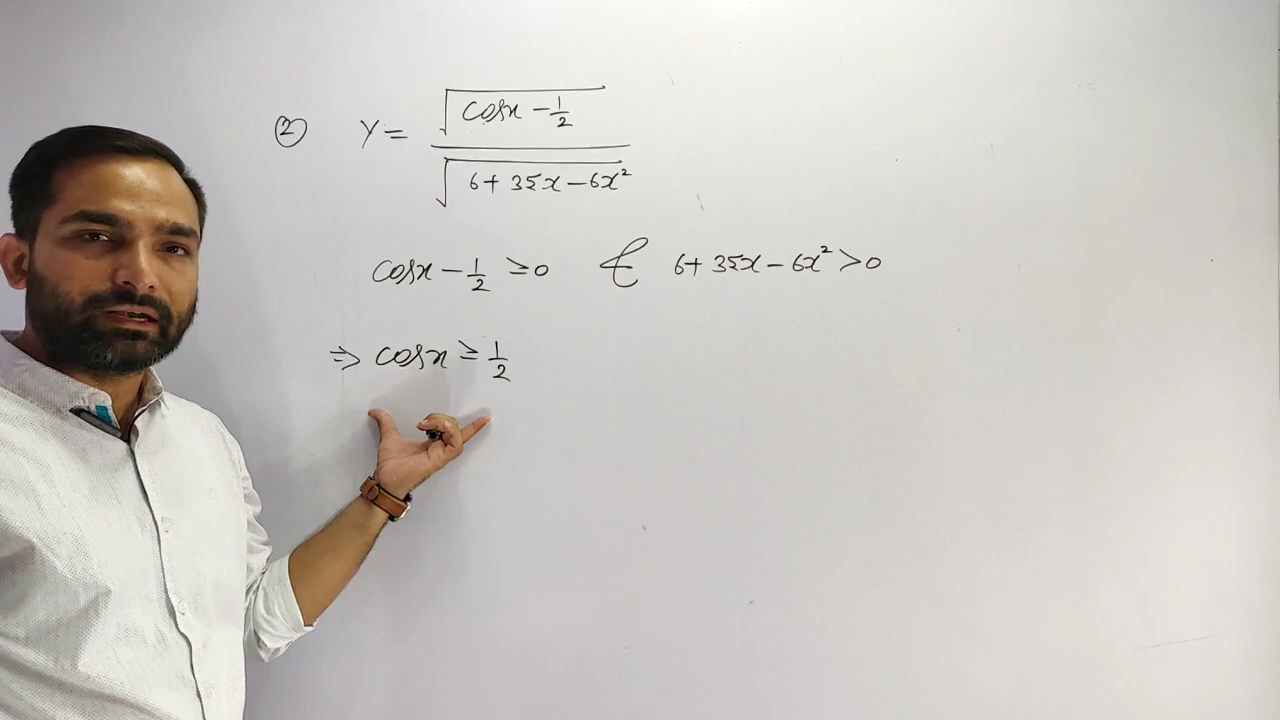 ② Y = √(cosx - 1/2) / √(6 + 35x - 6x²)
cosx - 1/2 ≥ 0 & 6 + 35x - 6x² > 0
⇒ cosx ≥ 1/2